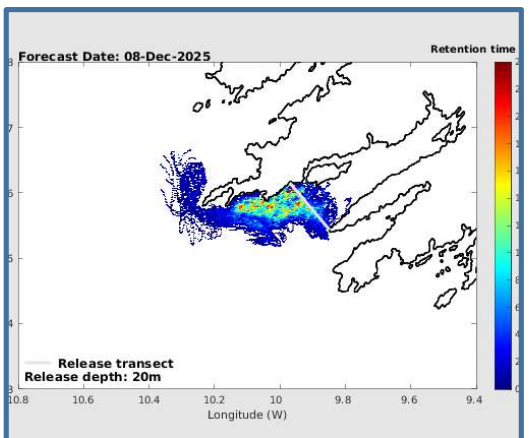 Retention time
Forecast Date: 08-Dec-2025
Release transect
Release depth: 20m
10.8 10.6 10.4 10.2 10 9.8 9.6 9.4
Longitude (W)